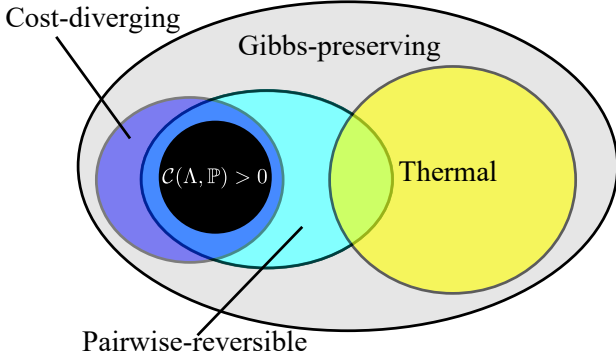 Cost-diverging
Gibbs-preserving
𝒞(Λ, ℙ) > 0
Thermal
Pairwise-reversible